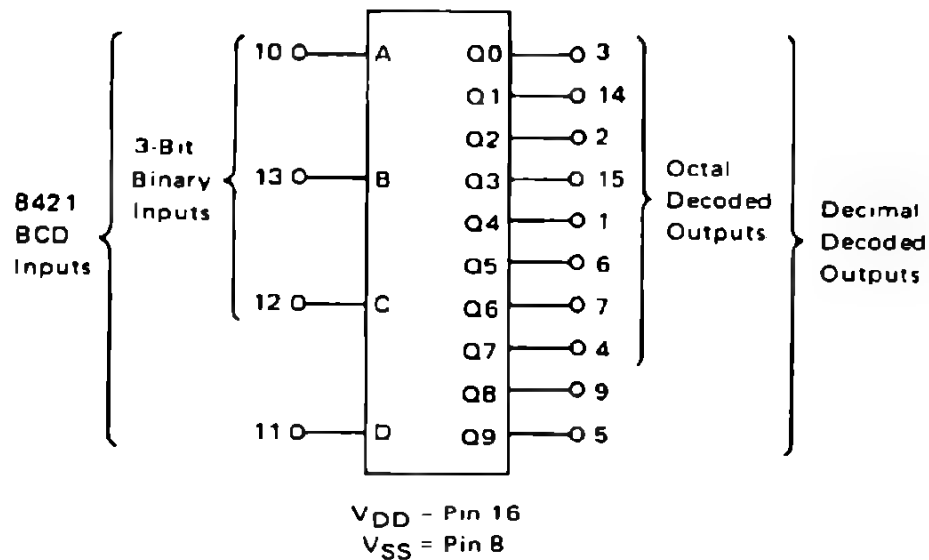 10 A Q0 3
Q1 14
3-Bit
Binary
Inputs
Q2 2
13 B Q3 15
Octal
Decoded
Outputs
8421
BCD
Inputs
Q4 1
Decimal
Decoded
Outputs
Q5 6
12 C Q6 7
Q7 4
Q8 9
11 D Q9 5
VDD - Pin 16
VSS = Pin 8